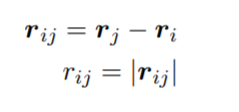 𝒓ᵢⱼ = 𝒓ⱼ − 𝒓ᵢ
rᵢⱼ = |𝒓ᵢⱼ|